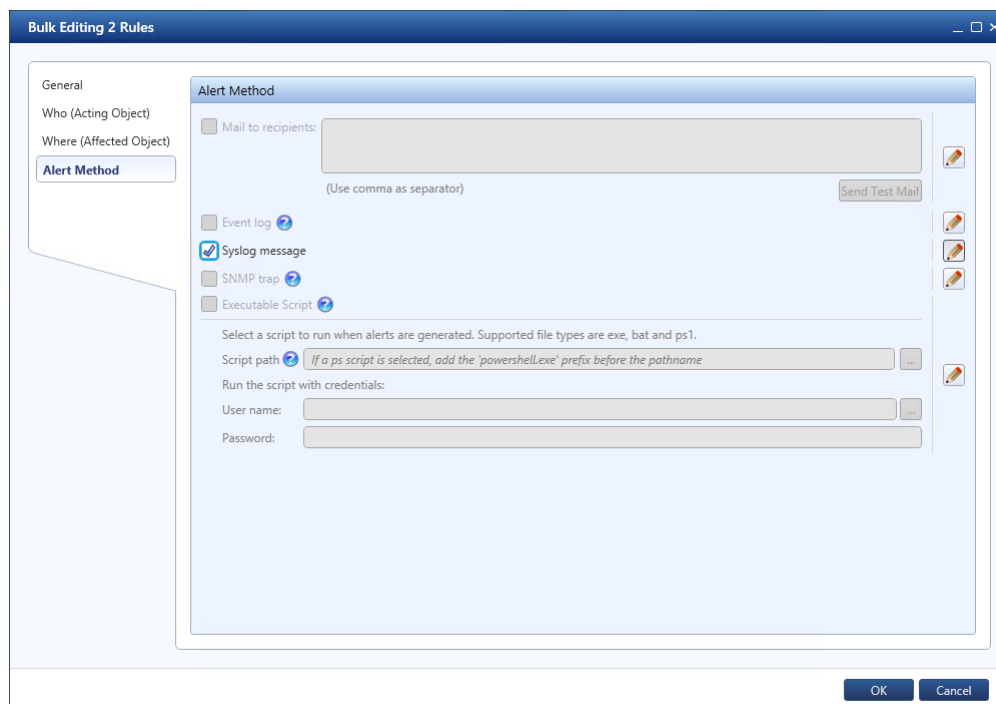 Bulk Editing 2 Rules
General
Who (Acting Object)
Where (Affected Object)
Alert Method
Alert Method
Mail to recipients:
(Use comma as separator)
Send Test Mail
Event log ?
Syslog message
SNMP trap ?
Executable Script ?
Select a script to run when alerts are generated. Supported file types are exe, bat and ps1.
Script path ? If a ps script is selected, add the 'powershell.exe' prefix before the pathname ...
Run the script with credentials:
User name: ...
Password:
OK Cancel